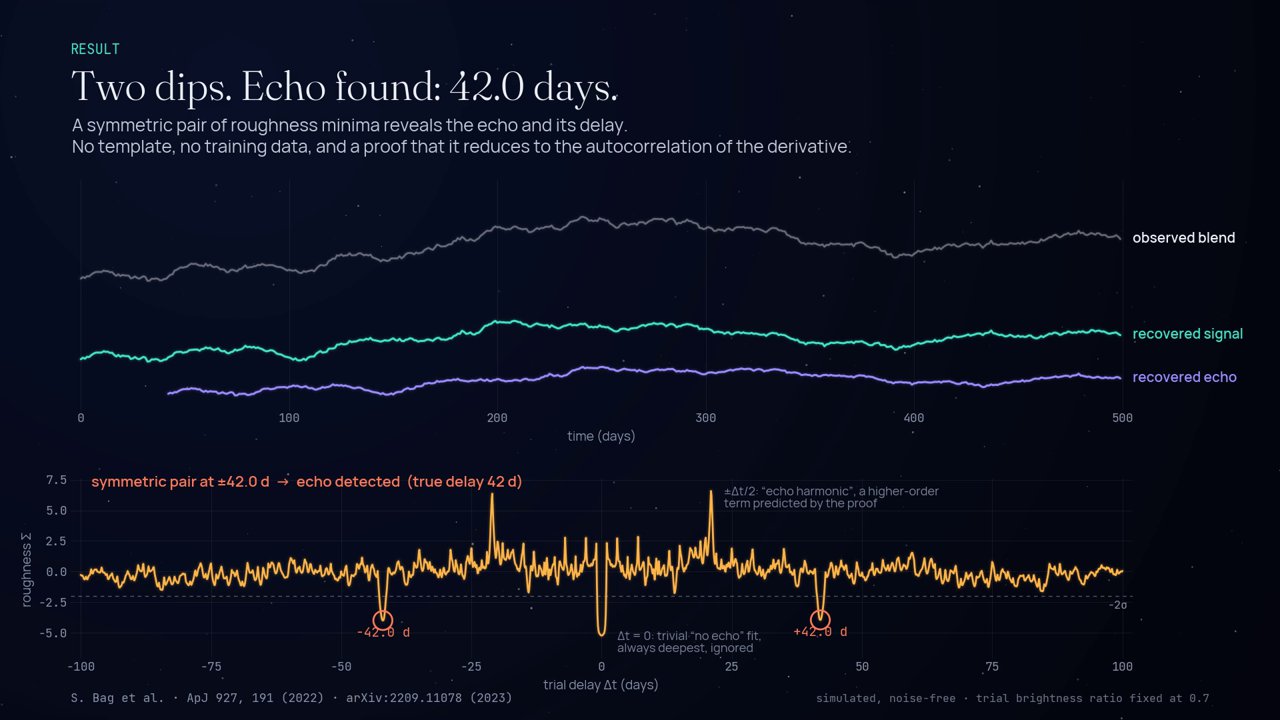 RESULT
Two dips. Echo found: 42.0 days.
A symmetric pair of roughness minima reveals the echo and its delay.
No template, no training data, and a proof that it reduces to the autocorrelation of the derivative.
observed blend
recovered signal
recovered echo
0 100 200 300 400 500
time (days)
symmetric pair at ±42.0 d → echo detected (true delay 42 d)
±Δt/2: “echo harmonic”, a higher-order
term predicted by the proof
7.5
5.0
2.5
0.0
-2.5
-5.0
roughness Σ
-2σ
-42.0 d
+42.0 d
Δt = 0: trivial “no echo” fit,
always deepest, ignored
-100 -75 -50 -25 0 25 50 75 100
trial delay Δt (days)
S. Bag et al. · ApJ 927, 191 (2022) · arXiv:2209.11078 (2023)
simulated, noise-free · trial brightness ratio fixed at 0.7